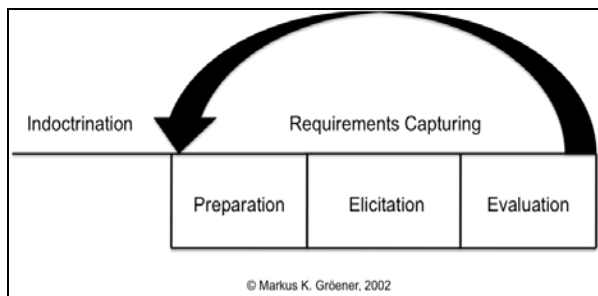 Indoctrination Requirements Capturing
Preparation Elicitation Evaluation
© Markus K. Gröener, 2002